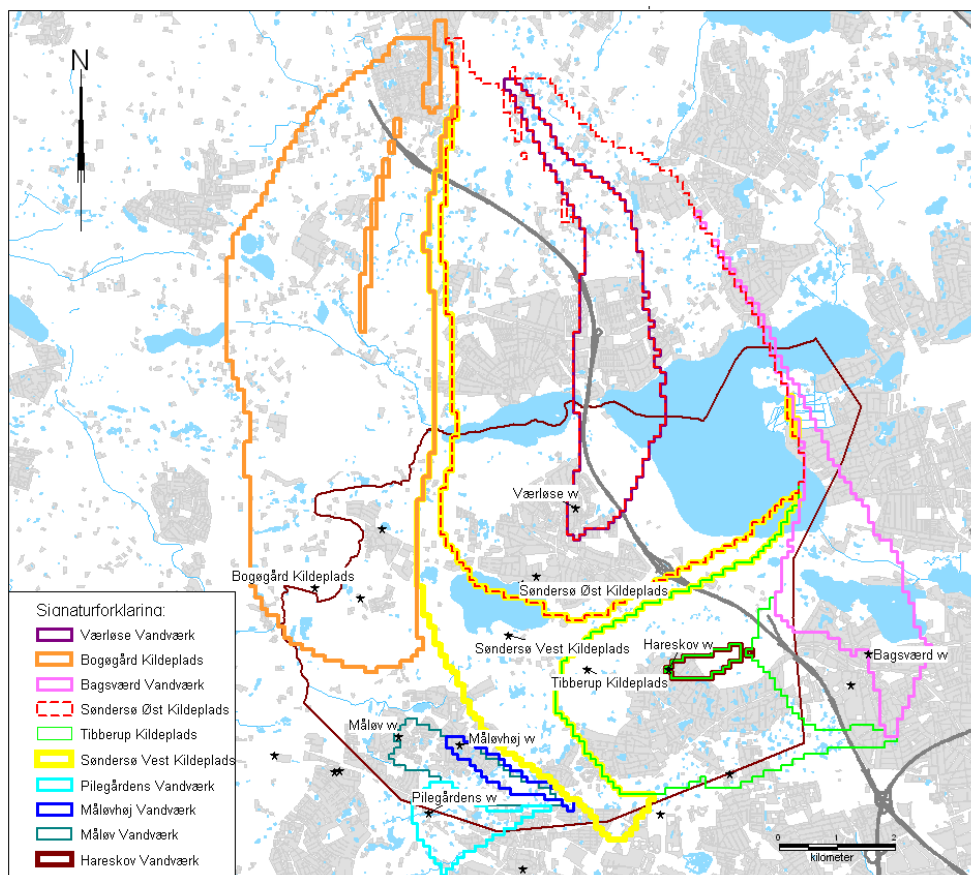 N
Værløse w
Bogøgård Kildeplads
Søndersø Øst Kildeplads
Søndersø Vest Kildeplads
Hareskov w
Bagsværd w
Tibberup Kildeplads
Måløv w
Måløvhøj w
Pilegårdens w
Signaturforklaring:
Værløse Vandværk
Bogøgård Kildeplads
Bagsværd Vandværk
Søndersø Øst Kildeplads
Tibberup Kildeplads
Søndersø Vest Kildeplads
Pilegårdens Vandværk
Måløvhøj Vandværk
Måløv Vandværk
Hareskov Vandværk
0 1 2
kilometer